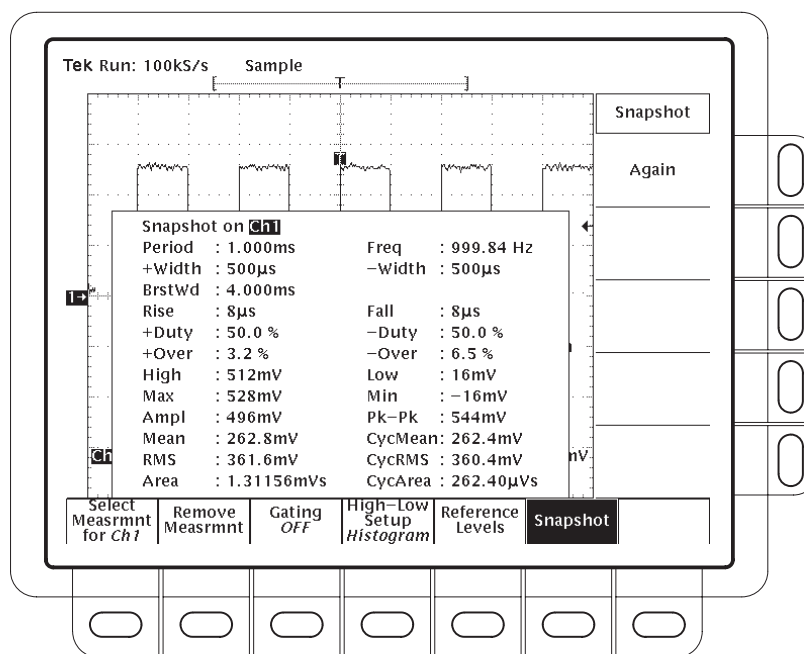 Tek Run: 100kS/s Sample
T
Snapshot
Again
T
Snapshot on Ch1
Period : 1.000ms Freq : 999.84 Hz
+Width : 500µs −Width : 500µs
BrstWd : 4.000ms
1→
Rise : 8µs Fall : 8µs
+Duty : 50.0 % −Duty : 50.0 %
+Over : 3.2 % −Over : 6.5 %
High : 512mV Low : 16mV
Max : 528mV Min : −16mV
Ampl : 496mV Pk−Pk : 544mV
Mean : 262.8mV CycMean: 262.4mV
Ch RMS : 361.6mV CycRMS : 360.4mV mV
Area : 1.31156mVs CycArea : 262.40µVs
Select Measrmnt for Ch1
Remove Measrmnt
Gating OFF
High−Low Setup Histogram
Reference Levels
Snapshot